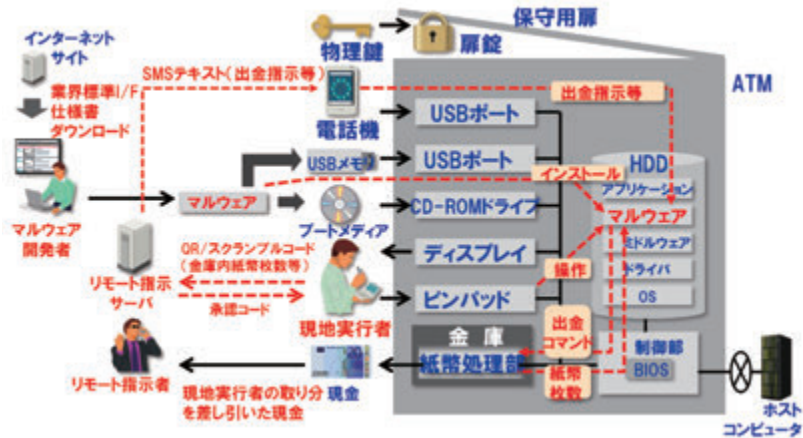 保守用扉
インターネット
サイト
物理鍵
扉錠
SMSテキスト(出金指示等)
業界標準I/F
仕様書
ダウンロード
電話機
出金指示等
ATM
USBポート
USBメモリ
USBポート
HDD
インストール
アプリケーション
マルウェア
マルウェア
CD-ROMドライブ
ブートメディア
マルウェア
開発者
QR/スクランブルコード
(金庫内紙幣枚数等)
ディスプレイ
ミドルウェア
操作
ドライバ
リモート指示
サーバ
承認コード
ピンパッド
OS
現地実行者
金庫
出金
コマンド
紙幣処理部
制御部
BIOS
紙幣
枚数
リモート指示者
現金
現地実行者の取り分
を差し引いた現金
ホスト
コンピュータ